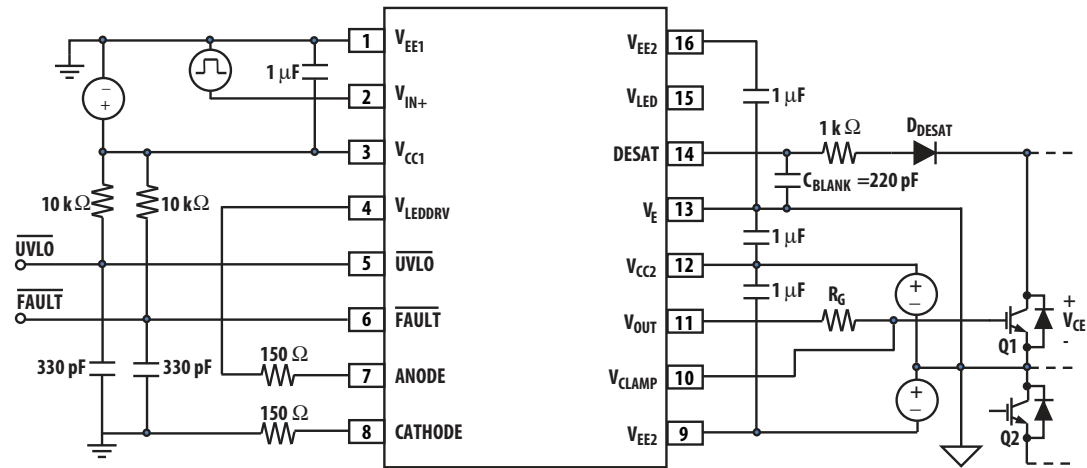 1 V_EE1
2 V_IN+
3 V_CC1
4 V_LEDDRV
5 UVLO
6 FAULT
7 ANODE
8 CATHODE
V_EE2 16
V_LED 15
DESAT 14
V_E 13
V_CC2 12
V_OUT 11
V_CLAMP 10
V_EE2 9
-
+
1 μF
10 kΩ
10 kΩ
UVLO
FAULT
330 pF
330 pF
150 Ω
150 Ω
1 μF
1 kΩ
D_DESAT
C_BLANK =220 pF
1 μF
1 μF
R_G
+
-
+
-
Q1
+
V_CE
-
Q2